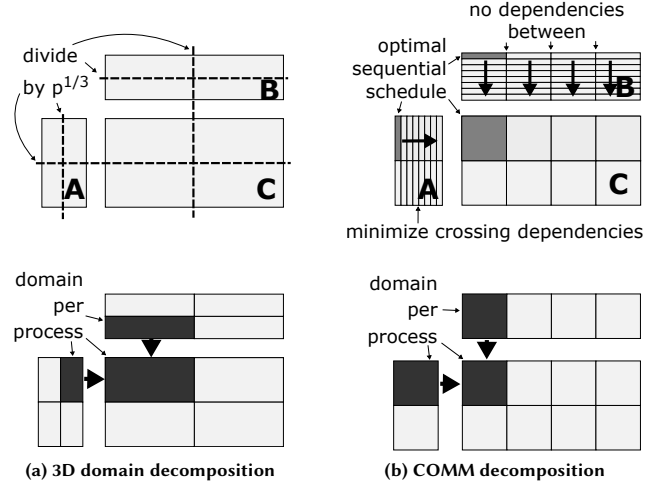 divide
by p^1/3
B
A
C
no dependencies
between
optimal
sequential
schedule
B
A
C
minimize crossing dependencies
domain
per
process
domain
per
process
(a) 3D domain decomposition
(b) COMM decomposition